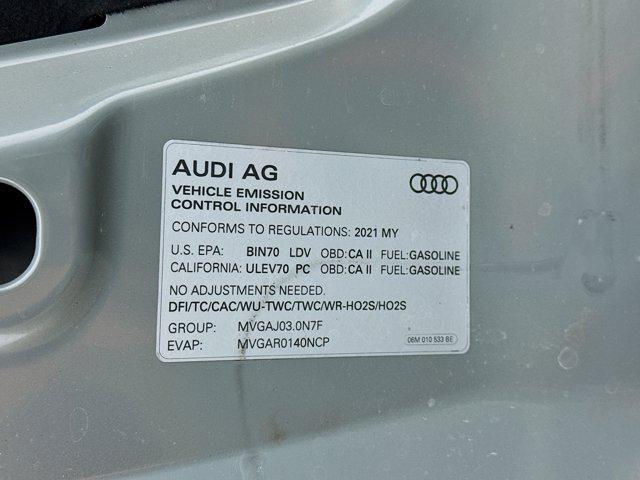 AUDI AG
VEHICLE EMISSION
CONTROL INFORMATION
CONFORMS TO REGULATIONS: 2021 MY
U.S. EPA: BIN70 LDV OBD: CA II FUEL: GASOLINE
CALIFORNIA: ULEV70 PC OBD: CA II FUEL: GASOLINE
NO ADJUSTMENTS NEEDED.
DFI/TC/CAC/WU-TWC/TWC/WR-HO2S/HO2S
GROUP: MVGAJ03.0N7F
EVAP: MVGAR0140NCP
06M 010 533 BE